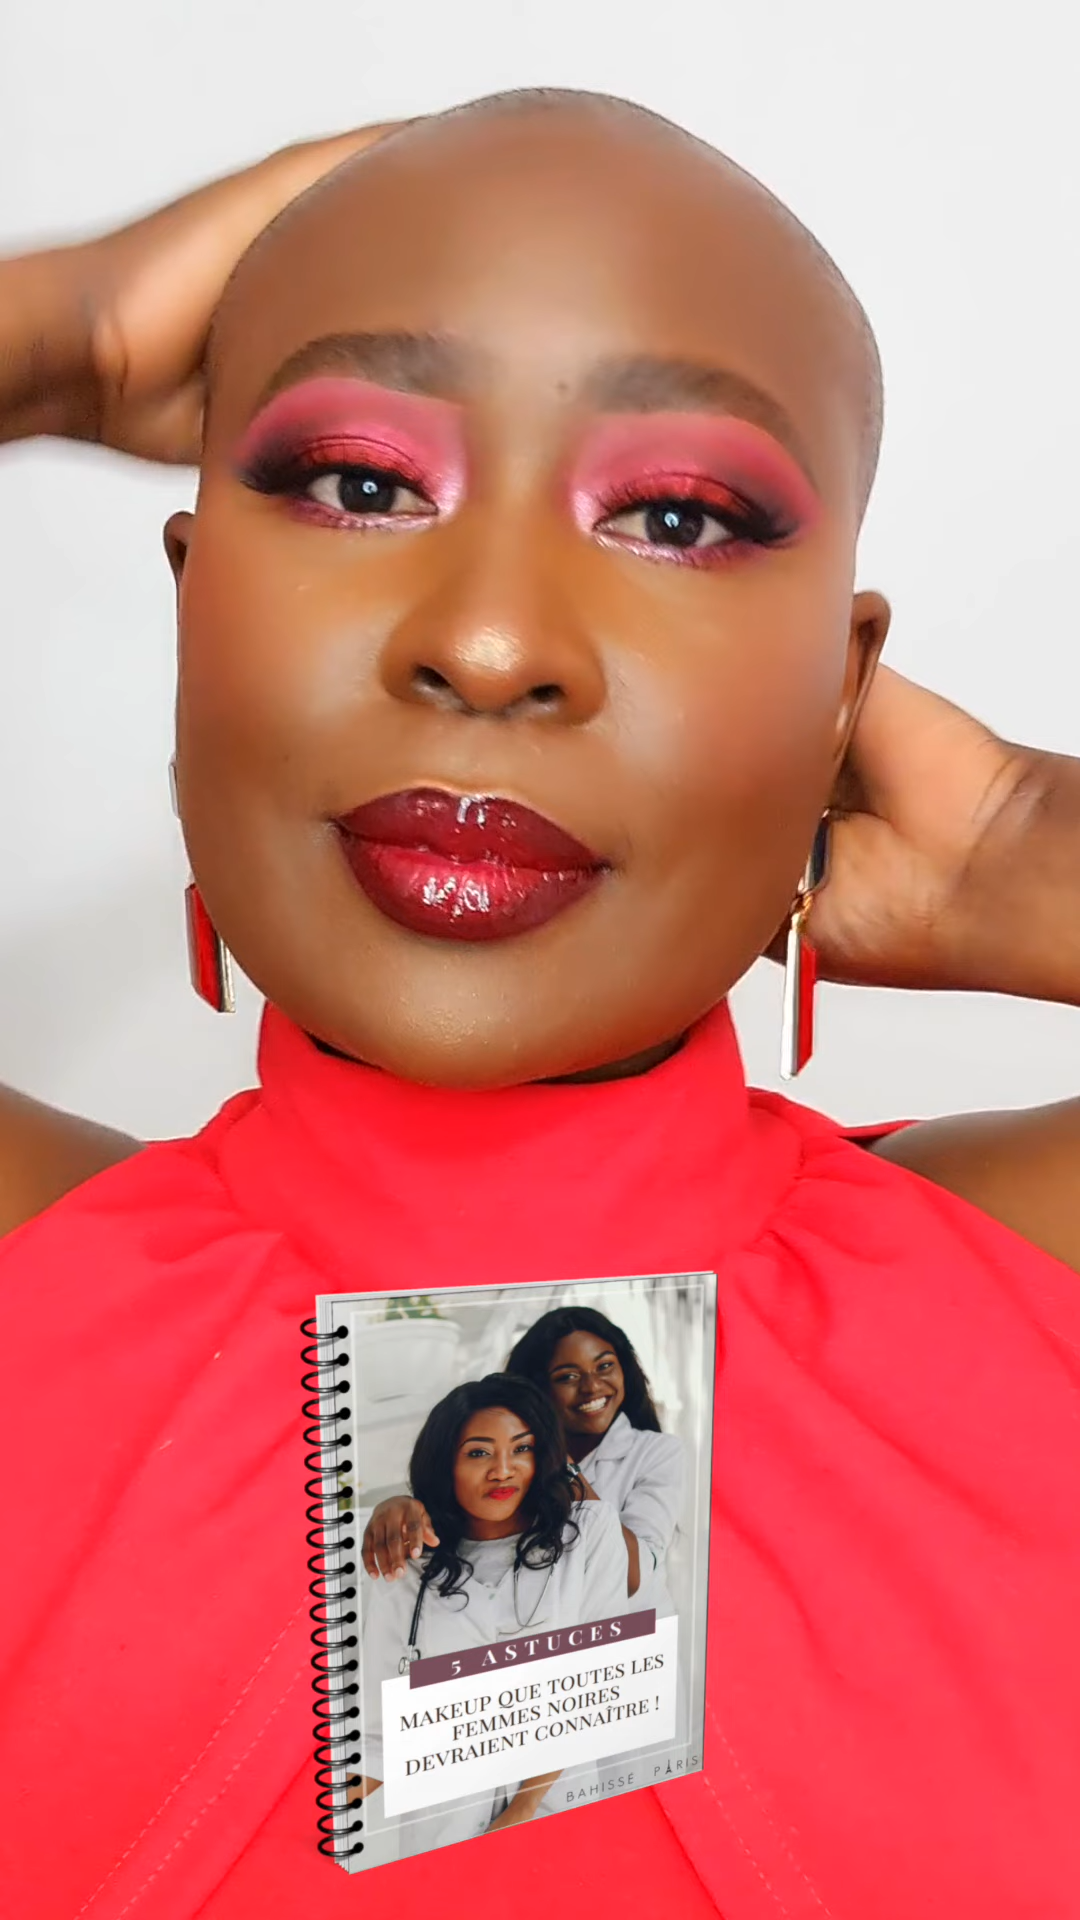 5 ASTUCES
MAKEUP QUE TOUTES LES
FEMMES NOIRES
DEVRAIENT CONNAÎTRE !
BAHISSÉ PARIS